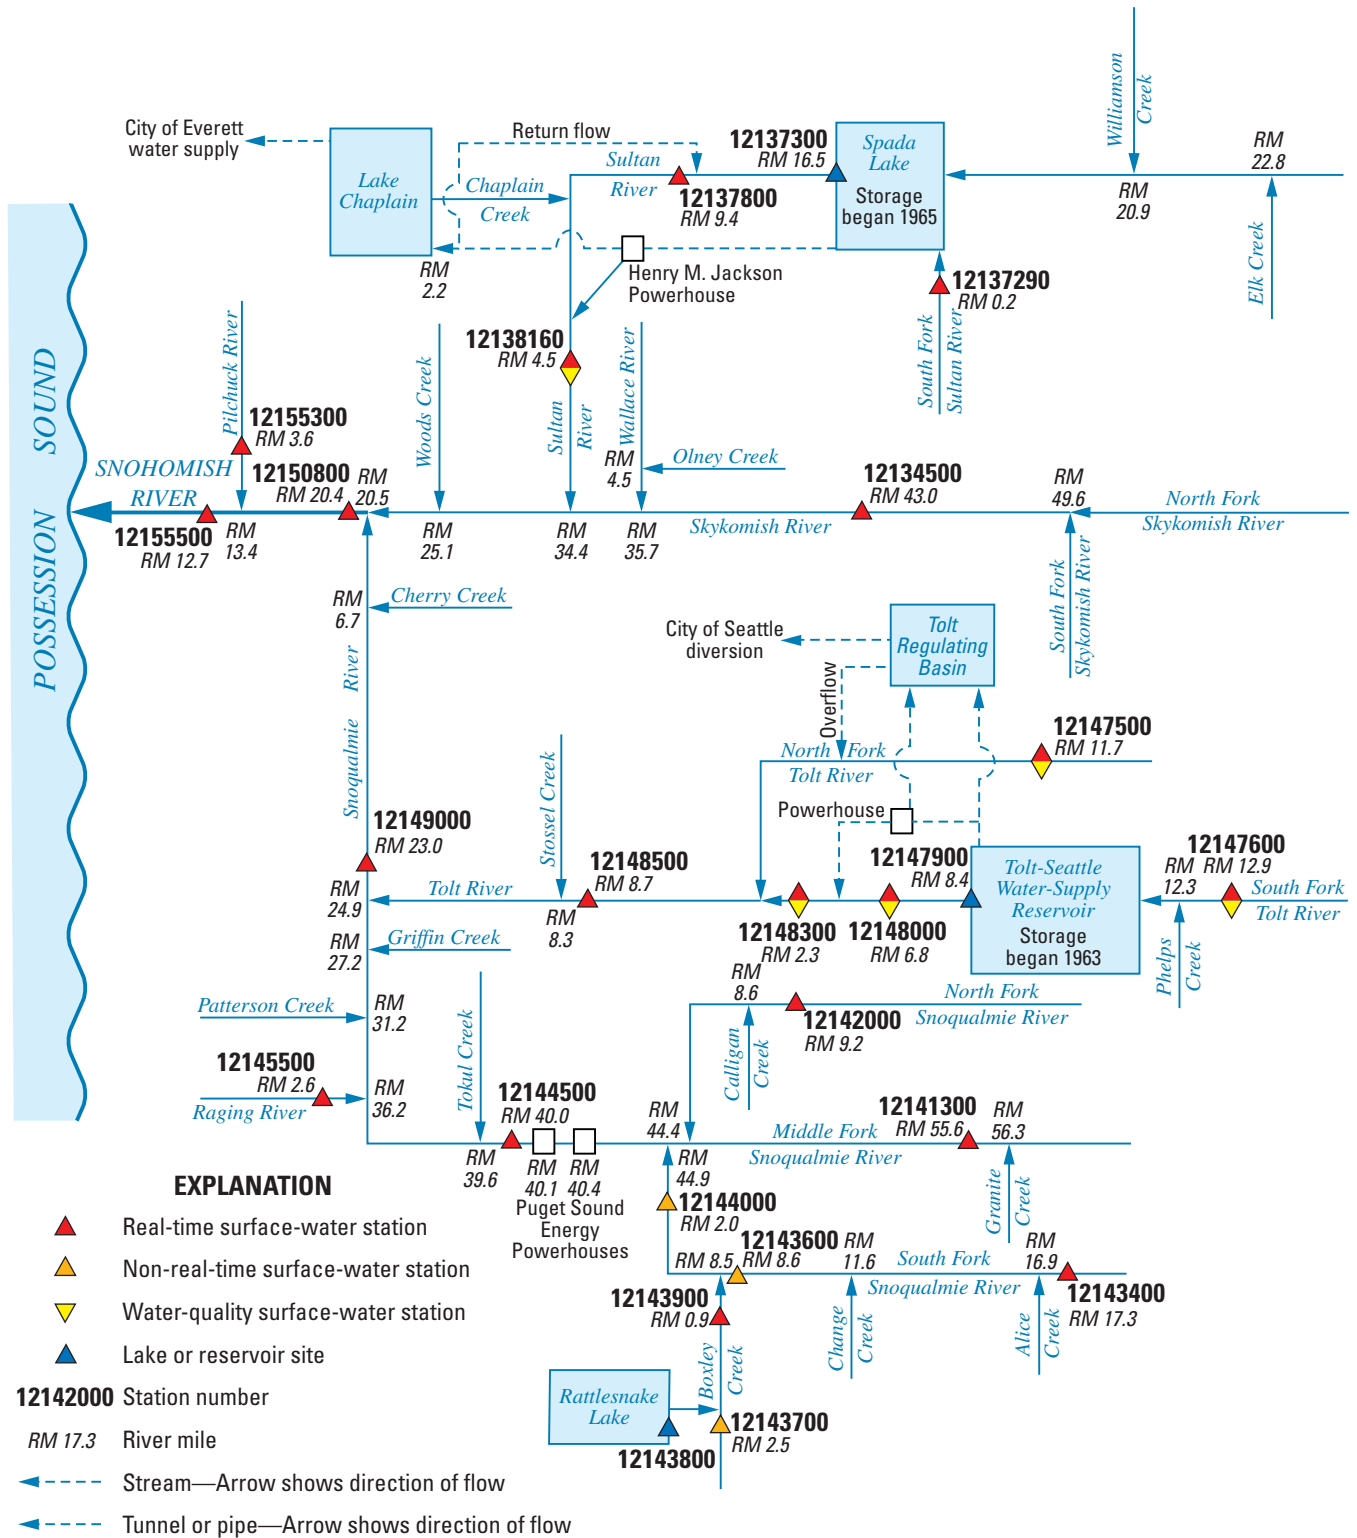 Williamson
Creek
City of Everett
water supply
Return flow
12137300
RM 16.5
Spada
Lake
Storage
began 1965
RM
22.8
Lake
Chaplain
Chaplain
Creek
Sultan
River
12137800
RM 9.4
RM
20.9
Elk Creek
RM
2.2
Henry M. Jackson
Powerhouse
12137290
RM 0.2
South Fork
Sultan River
Pilchuck River
Woods Creek
12138160
RM 4.5
Wallace River
POSSESSION SOUND
12155300
RM 3.6
Sultan
River
RM
4.5
Olney Creek
SNOHOMISH
RIVER
12150800
RM 20.4
RM
20.5
12134500
RM 43.0
RM
49.6
North Fork
Skykomish River
12155500
RM 12.7
RM
13.4
RM
25.1
RM
34.4
RM
35.7
Skykomish River
South Fork
Skykomish River
RM
6.7
Cherry Creek
City of Seattle
diversion
Tolt
Regulating
Basin
Overflow
Snoqualmie River
12147500
RM 11.7
North Fork
Tolt River
Stossel Creek
Powerhouse
12149000
RM 23.0
12148500
RM 8.7
12147900
RM 8.4
Tolt-Seattle
Water-Supply
Reservoir
Storage
began 1963
12147600
RM 12.9
RM
12.3
South Fork
Tolt River
RM
24.9
Tolt River
RM
8.3
12148300
RM 2.3
12148000
RM 6.8
Phelps
Creek
RM
27.2
Griffin Creek
RM
8.6
North Fork
Snoqualmie River
Patterson Creek
RM
31.2
12142000
RM 9.2
Calligan
Creek
12145500
RM 2.6
Raging River
RM
36.2
Tokul Creek
12144500
RM 40.0
RM
44.4
Middle Fork
Snoqualmie River
12141300
RM 55.6
RM
56.3
RM
39.6
RM
40.1
RM
40.4
Puget Sound
Energy
Powerhouses
RM
44.9
Granite
Creek
12144000
RM 2.0
RM 8.5
12143600
RM 8.6
RM
11.6
South Fork
Snoqualmie River
RM
16.9
12143400
RM 17.3
12143900
RM 0.9
Boxley
Creek
Change
Creek
Alice
Creek
Rattlesnake
Lake
12143700
RM 2.5
12143800
EXPLANATION
Real-time surface-water station
Non-real-time surface-water station
Water-quality surface-water station
Lake or reservoir site
12142000 Station number
RM 17.3 River mile
Stream—Arrow shows direction of flow
Tunnel or pipe—Arrow shows direction of flow